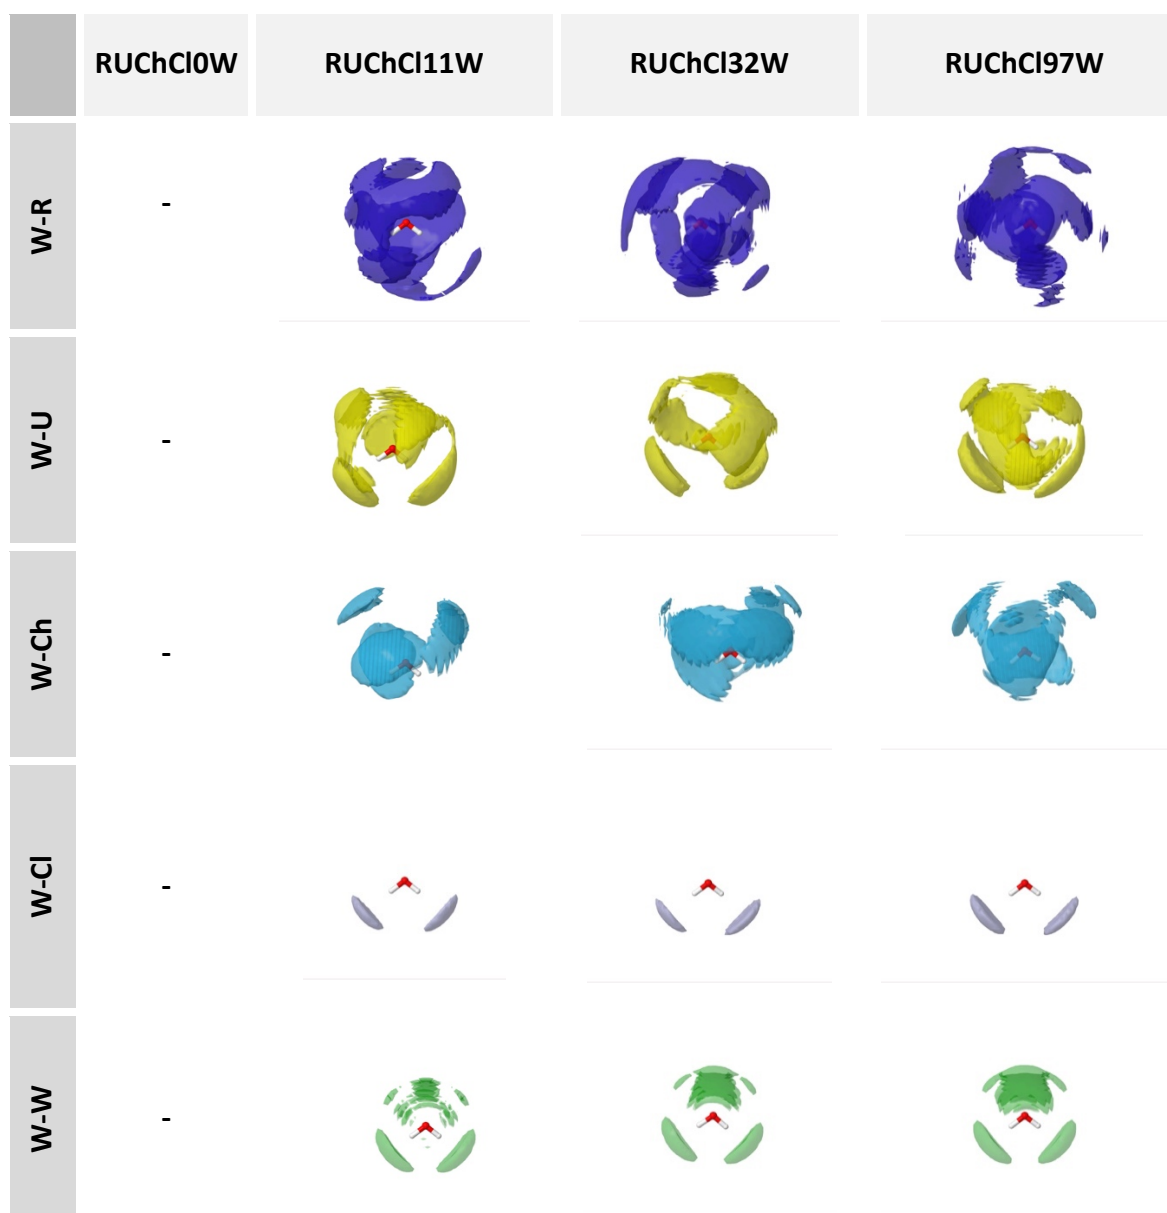 RUChCl0W RUChCl11W RUChCl32W RUChCl97W
W-R -
W-U -
W-Ch -
W-Cl -
W-W -